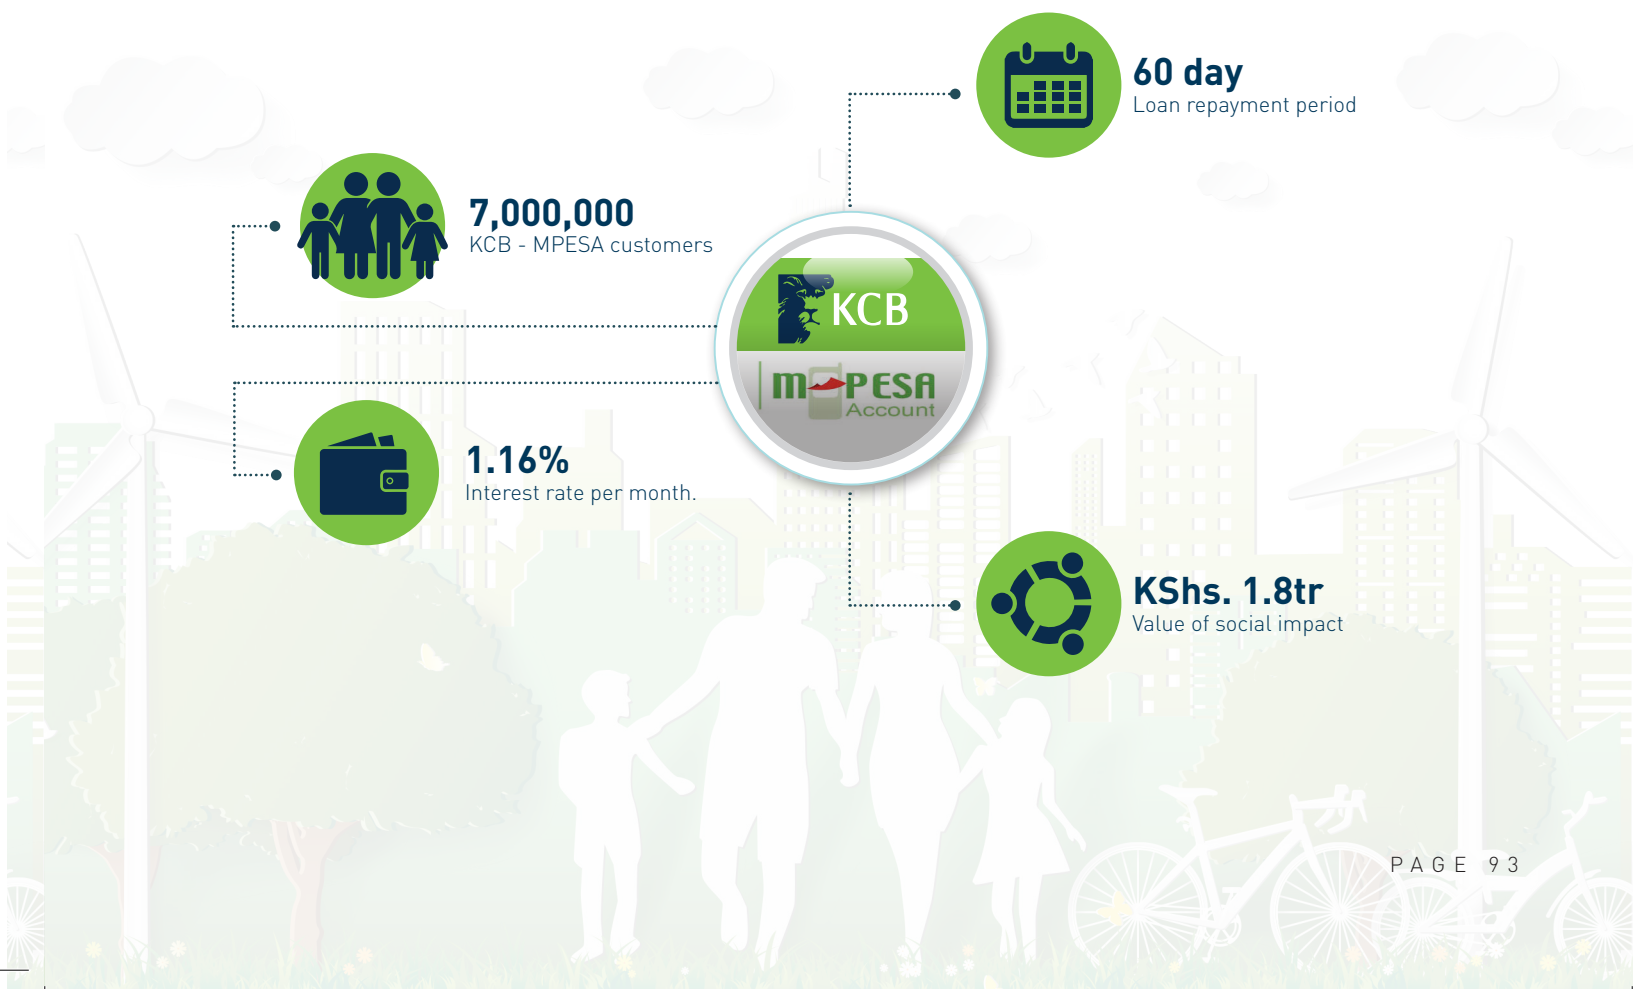 60 day
Loan repayment period
7,000,000
KCB - MPESA customers
KCB
M-PESA
Account
1.16%
Interest rate per month.
KShs. 1.8tr
Value of social impact
PAGE 93